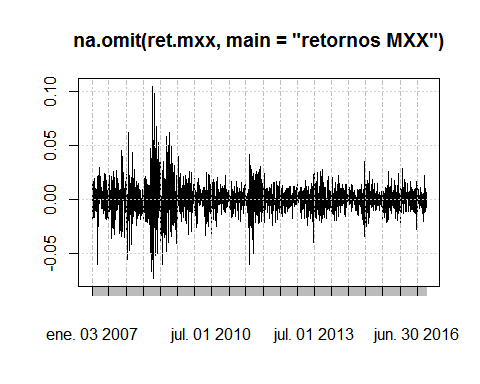 na.omit(ret.mxx, main = "retornos MXX")
0.10
0.05
0.00
-0.05
ene. 03 2007 jul. 01 2010 jul. 01 2013 jun. 30 2016